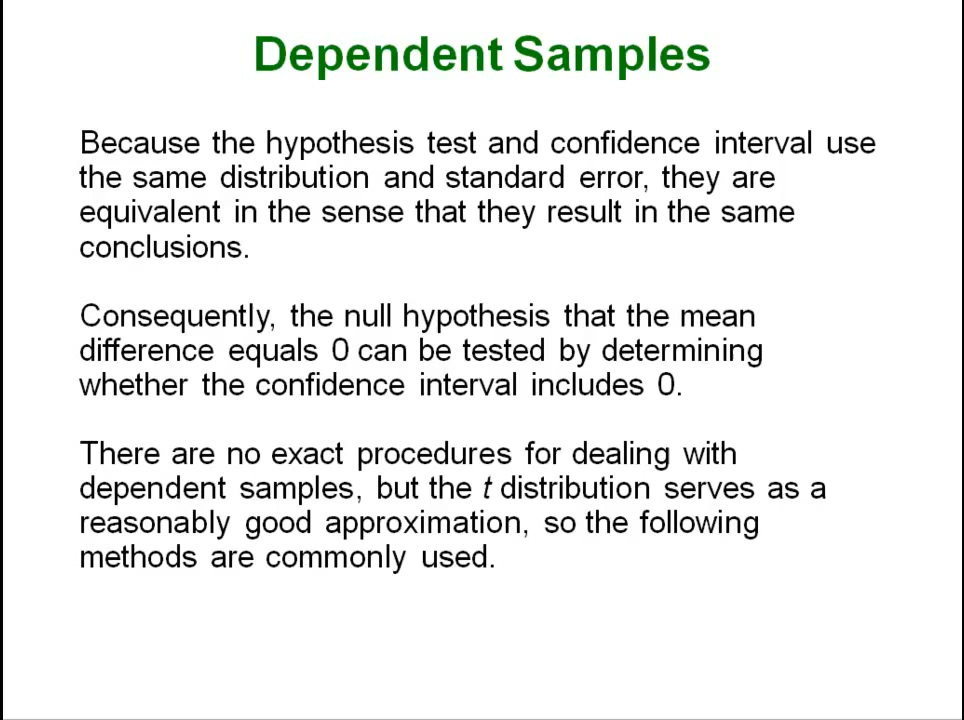 Dependent Samples
Because the hypothesis test and confidence interval use
the same distribution and standard error, they are
equivalent in the sense that they result in the same
conclusions.
Consequently, the null hypothesis that the mean
difference equals 0 can be tested by determining
whether the confidence interval includes 0.
There are no exact procedures for dealing with
dependent samples, but the t distribution serves as a
reasonably good approximation, so the following
methods are commonly used.